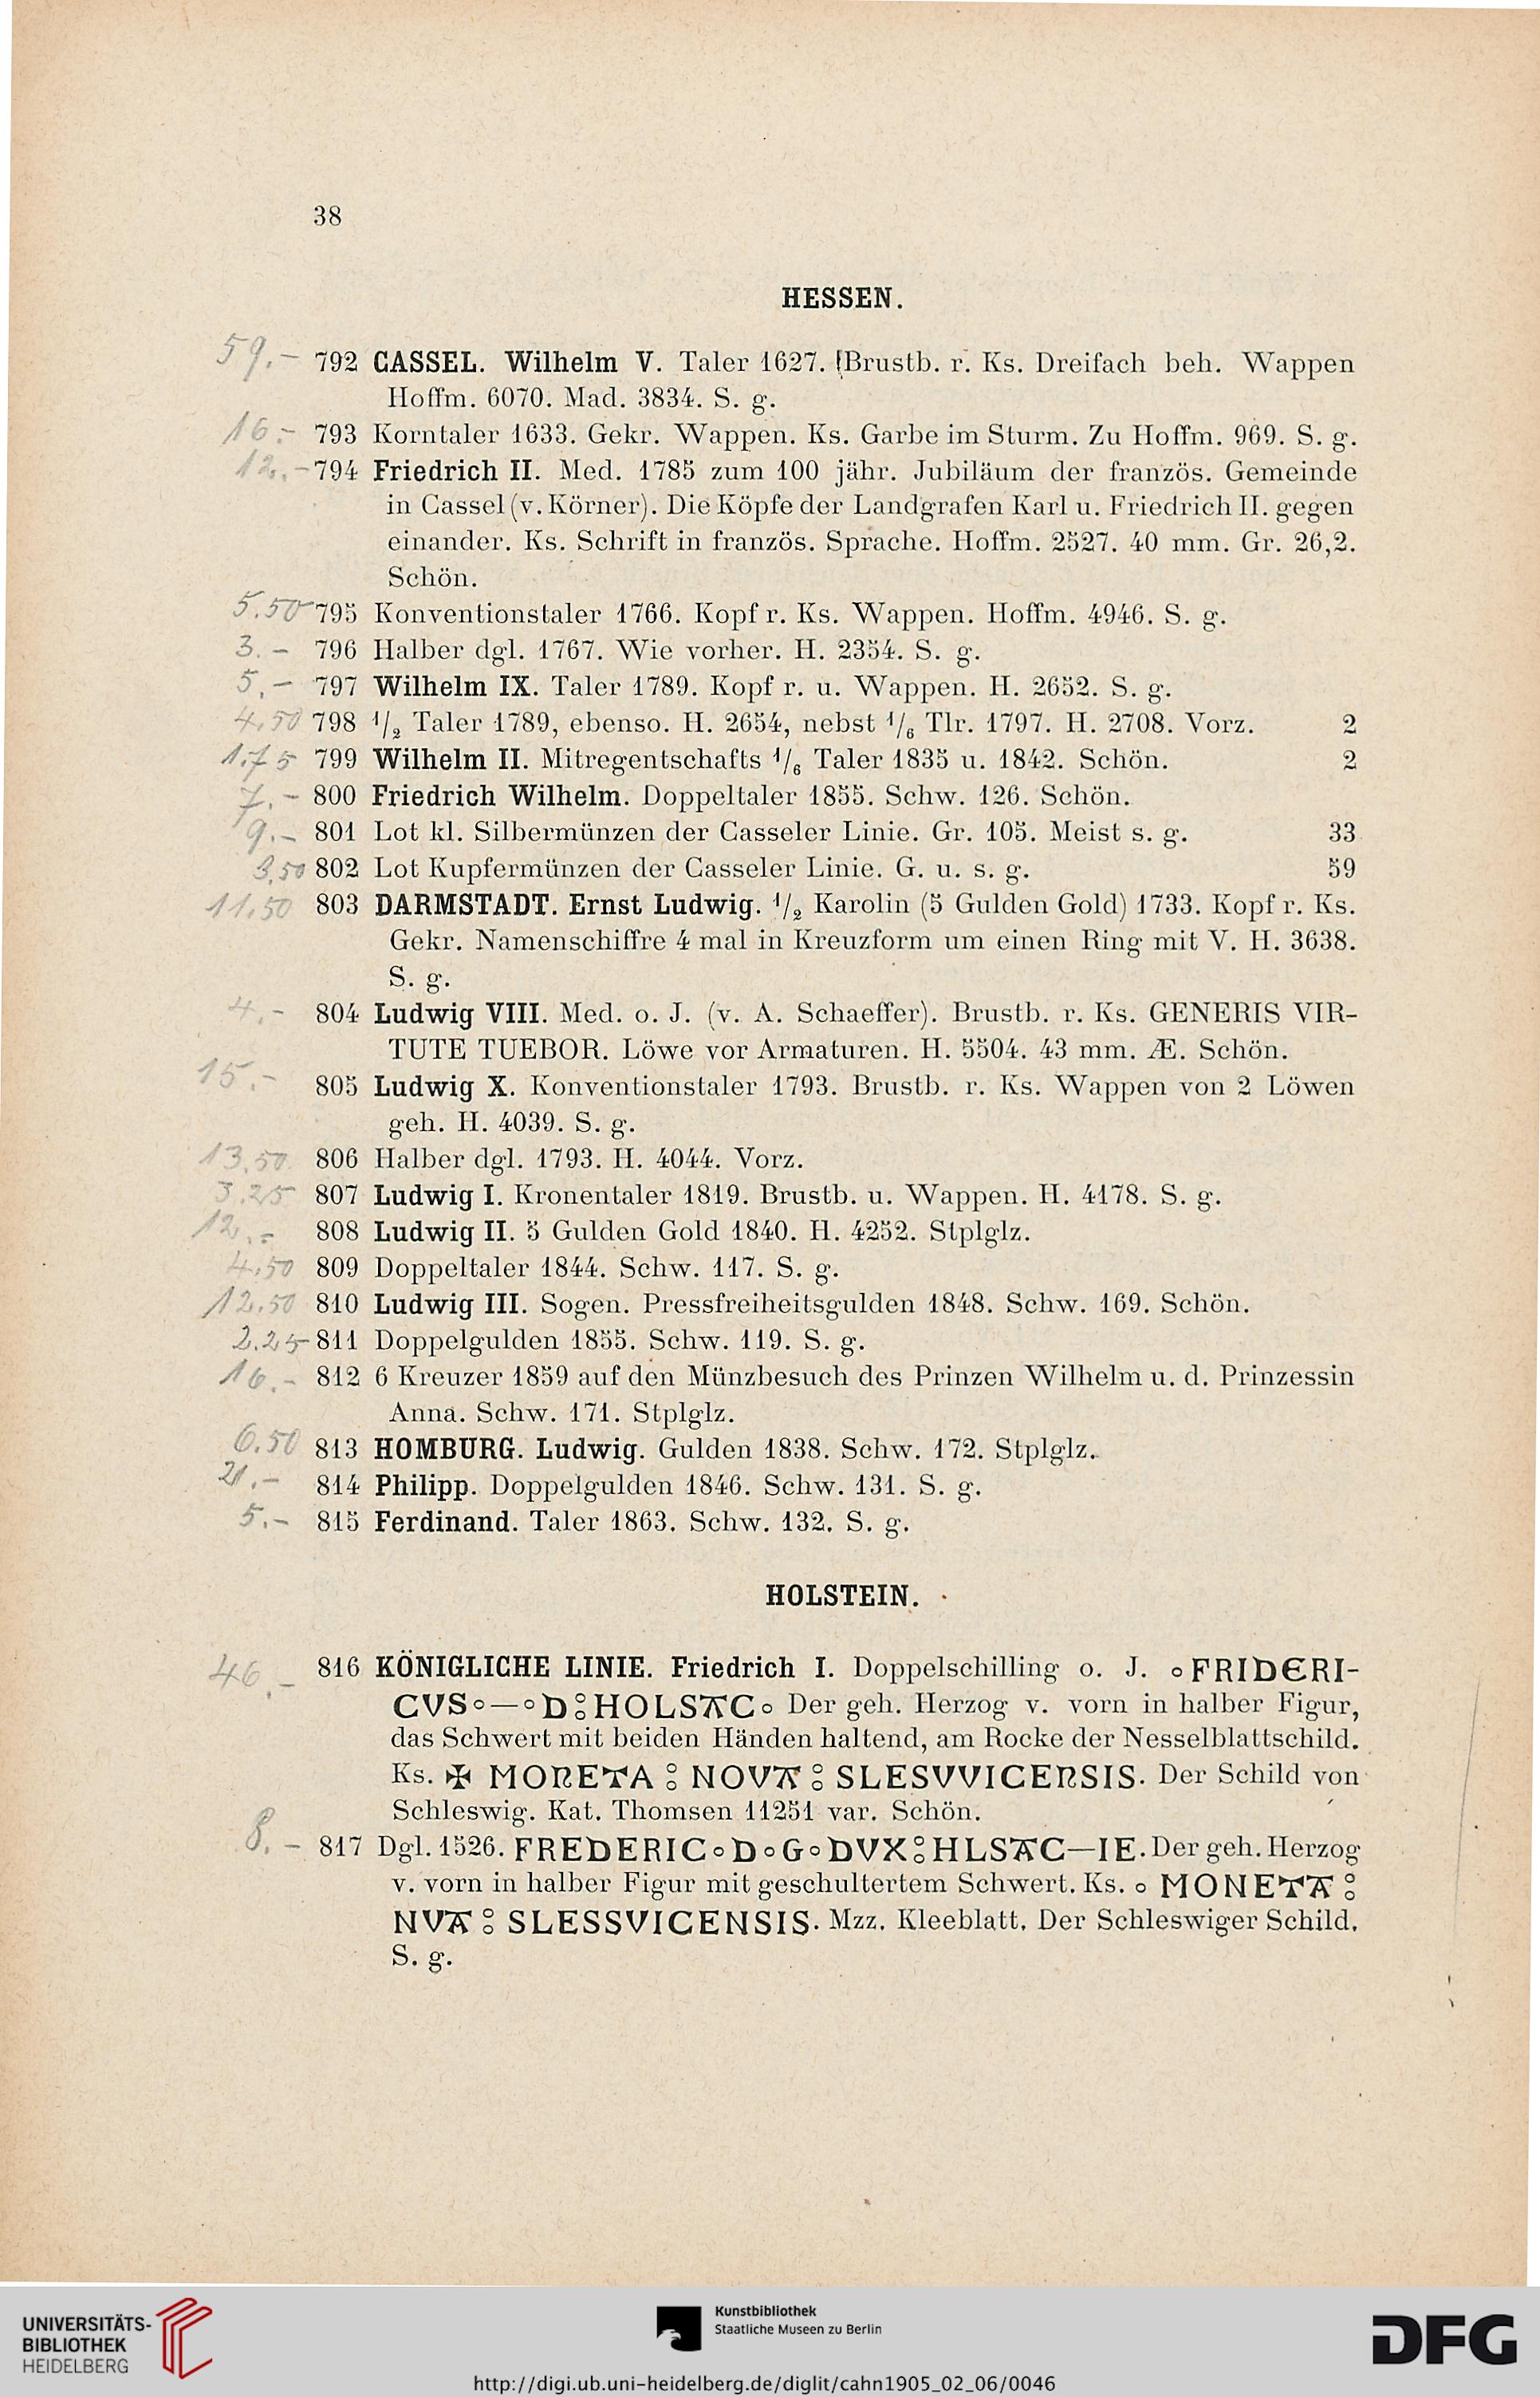 38
HESSEN.
59.— 792 CASSEL. Wilhelm V. Taler 1627. [Brustb. r. Ks. Dreifach beh. Wappen
Hoffm. 6070. Mad. 3834. S. g.
16.— 793 Korntaler 1633. Gekr. Wappen. Ks. Garbe im Sturm. Zu Hoffm. 969. S. g.
12.— 794 Friedrich II. Med. 1785 zum 100 jähr. Jubiläum der französ. Gemeinde
in Cassel (v. Körner). Die Köpfe der Landgrafen Karl u. Friedrich II. gegen
einander. Ks. Schrift in französ. Sprache. Hoffm. 2527. 40 mm. Gr. 26,2.
Schön.
5.50 795 Konventionstaler 1766. Kopf r. Ks. Wappen. Hoffm. 4946. S. g.
3.— 796 Halber dgl. 1767. Wie vorher. H. 2354. S. g.
5.— 797 Wilhelm IX. Taler 1789. Kopf r. u. Wappen. H. 2652. S. g.
4.50 798 1/2 Taler 1789, ebenso. H. 2654, nebst 1/6 Tlr. 1797. H. 2708. Vorz. 2
1.75 799 Wilhelm II. Mitregentschafts 1/6 Taler 1835 u. 1842. Schön. 2
7.— 800 Friedrich Wilhelm. Doppeltaler 1855. Schw. 126. Schön.
9.— 801 Lot kl. Silbermünzen der Casseler Linie. Gr. 105. Meist s. g. 33
3.50 802 Lot Kupfermünzen der Casseler Linie. G. u. s. g. 59
11.50 803 DARMSTADT. Ernst Ludwig. 1/2 Karolin (5 Gulden Gold) 1733. Kopf r. Ks.
Gekr. Namenschiffre 4 mal in Kreuzform um einen Ring mit V. H. 3638.
S. g.
4.— 804 Ludwig VIII. Med. o. J. (v. A. Schaeffer). Brustb. r. Ks. GENERIS VIR-
TUTE TUEBOR. Löwe vor Armaturen. H. 5504. 43 mm. Æ. Schön.
15.— 805 Ludwig X. Konventionstaler 1793. Brustb. r. Ks. Wappen von 2 Löwen
geh. H. 4039. S. g.
13.50 806 Halber dgl. 1793. H. 4044. Vorz.
3.25 807 Ludwig I. Kronentaler 1819. Brustb. u. Wappen. H. 4178. S. g.
12.— 808 Ludwig II. 5 Gulden Gold 1840. H. 4252. Stplglz.
4.50 809 Doppeltaler 1844. Schw. 117. S. g.
12.50 810 Ludwig III. Sogen. Pressfreiheitsgulden 1848. Schw. 169. Schön.
2.25 811 Doppelgulden 1855. Schw. 119. S. g.
16.— 812 6 Kreuzer 1859 auf den Münzbesuch des Prinzen Wilhelm u. d. Prinzessin
Anna. Schw. 171. Stplglz.
6.50 813 HOMBURG. Ludwig. Gulden 1838. Schw. 172. Stplglz.
21.— 814 Philipp. Doppelgulden 1846. Schw. 131. S. g.
5.— 815 Ferdinand. Taler 1863. Schw. 132. S. g.
HOLSTEIN.
46.— 816 KÖNIGLICHE LINIE. Friedrich I. Doppelschilling o. J. ∘FRIDERI-
CVS∘—∘D⦂HOLSAC∘ Der geh. Herzog v. vorn in halber Figur,
das Schwert mit beiden Händen haltend, am Rocke der Nesselblattschild.
Ks. ✠ MONETA ⦂ NOVA ⦂ SLESVVICENSIS. Der Schild von
Schleswig. Kat. Thomsen 11251 var. Schön.
8.— 817 Dgl. 1526. FREDERIC∘D∘G∘DVX⦂HLSAC—IE. Der geh. Herzog
v. vorn in halber Figur mit geschultertem Schwert. Ks. ∘ MONETA ⦂
NVA ⦂ SLESSVICENSIS. Mzz. Kleeblatt. Der Schleswiger Schild.
S. g.
UNIVERSITÄTS-
BIBLIOTHEK
HEIDELBERG
Kunstbibliothek
Staatliche Museen zu Berlin
DFG
http://digi.ub.uni-heidelberg.de/diglit/cahn1905_02_06/0046